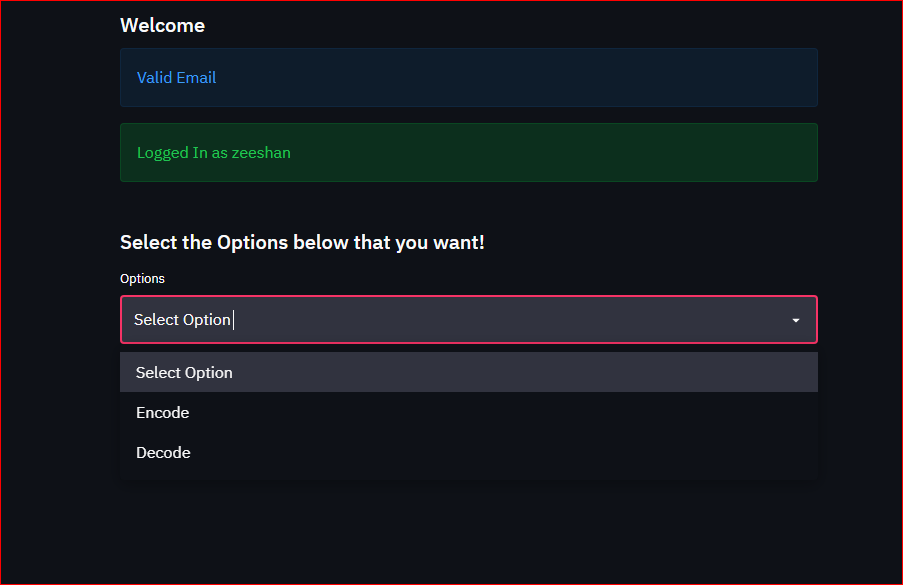 Welcome
Valid Email
Logged In as zeeshan
Select the Options below that you want!
Options
Select Option
Select Option
Encode
Decode